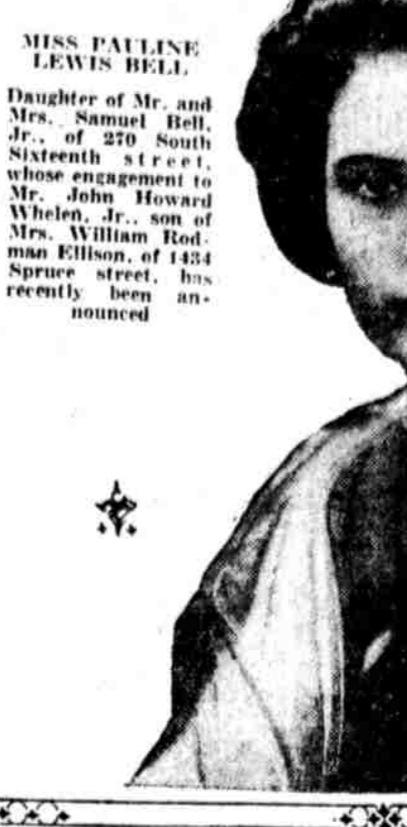 MISS PAULINE
LEWIS BELL
Daughter of Mr. and
Mrs. Samuel Bell,
Jr., of 270 South
Sixteenth street,
whose engagement to
Mr. John Howard
Whelen, Jr., son of
Mrs. William Rod-
man Ellison, of 1434
Spruce street, has
recently been an-
nounced